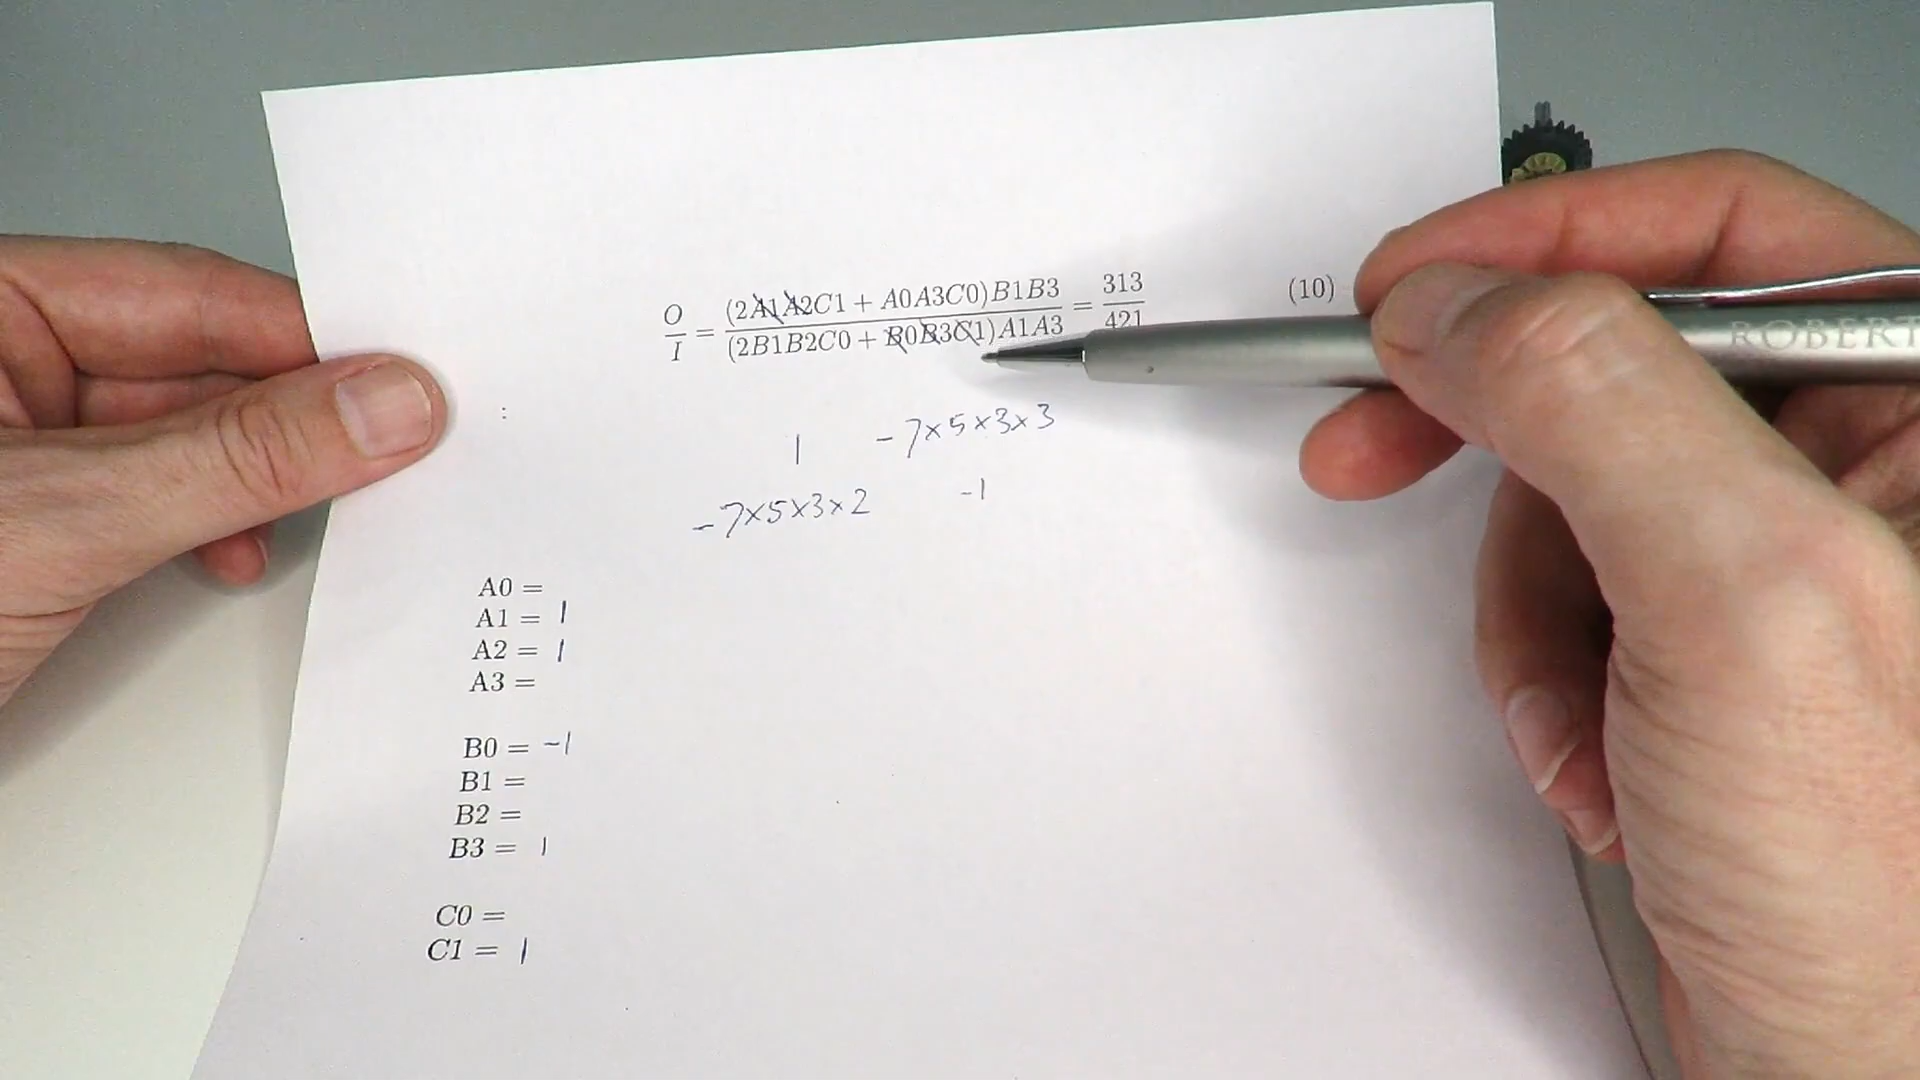 O/I = (2A1A2C1 + A0A3C0)B1B3 / (2B1B2C0 + B0B3C1)A1A3 = 313/421 (10)
:
1 -7×5×3×3
-7×5×3×2 -1
A0 =
A1 = 1
A2 = 1
A3 =
B0 = -1
B1 =
B2 =
B3 = 1
C0 =
C1 = 1
ROBERT